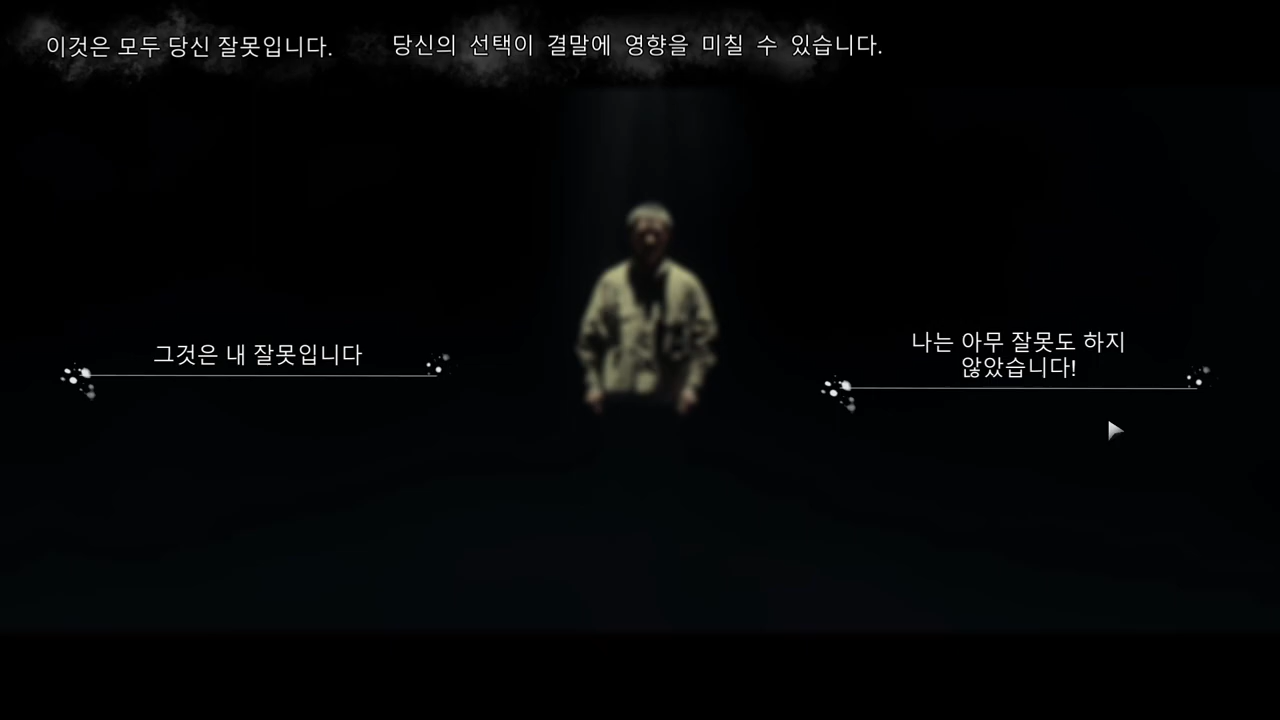 이것은 모두 당신 잘못입니다.
당신의 선택이 결말에 영향을 미칠 수 있습니다.
그것은 내 잘못입니다
나는 아무 잘못도 하지
않았습니다!